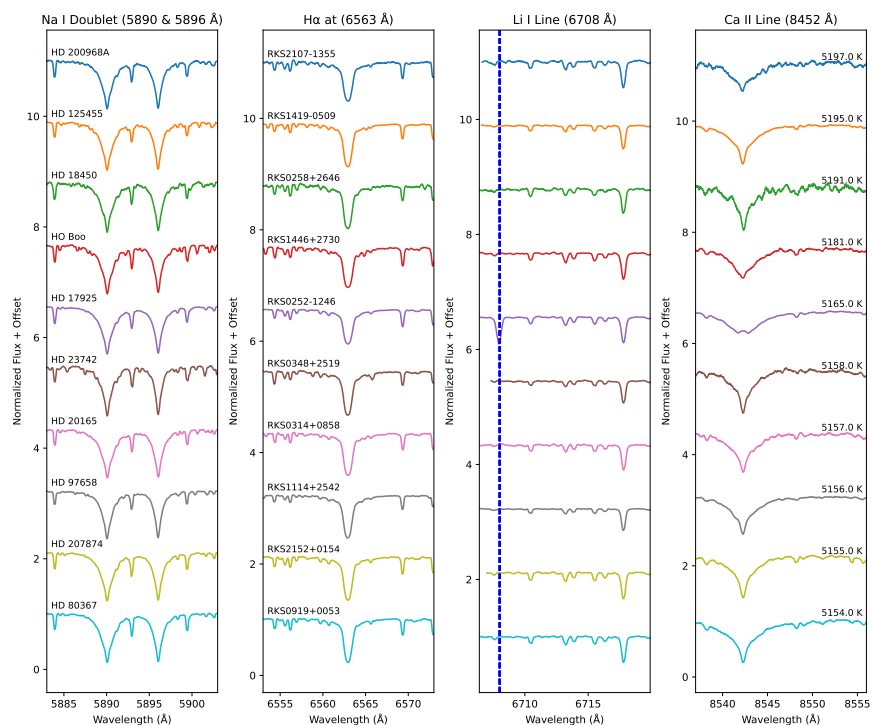 Na I Doublet (5890 & 5896 Å)
Hα at (6563 Å)
Li I Line (6708 Å)
Ca II Line (8452 Å)
Normalized Flux + Offset
10
8
6
4
2
0
HD 200968A
HD 125455
HD 18450
HO Boo
HD 17925
HD 23742
HD 20165
HD 97658
HD 207874
HD 80367
5885 5890 5895 5900
Wavelength (Å)
Normalized Flux + Offset
10
8
6
4
2
0
RKS2107-1355
RKS1419-0509
RKS0258+2646
RKS1446+2730
RKS0252-1246
RKS0348+2519
RKS0314+0858
RKS1114+2542
RKS2152+0154
RKS0919+0053
6555 6560 6565 6570
Wavelength (Å)
Normalized Flux + Offset
10
8
6
4
2
6710 6715
Wavelength (Å)
Normalized Flux + Offset
10
8
6
4
2
0
5197.0 K
5195.0 K
5191.0 K
5181.0 K
5165.0 K
5158.0 K
5157.0 K
5156.0 K
5155.0 K
5154.0 K
8540 8545 8550 8555
Wavelength (Å)